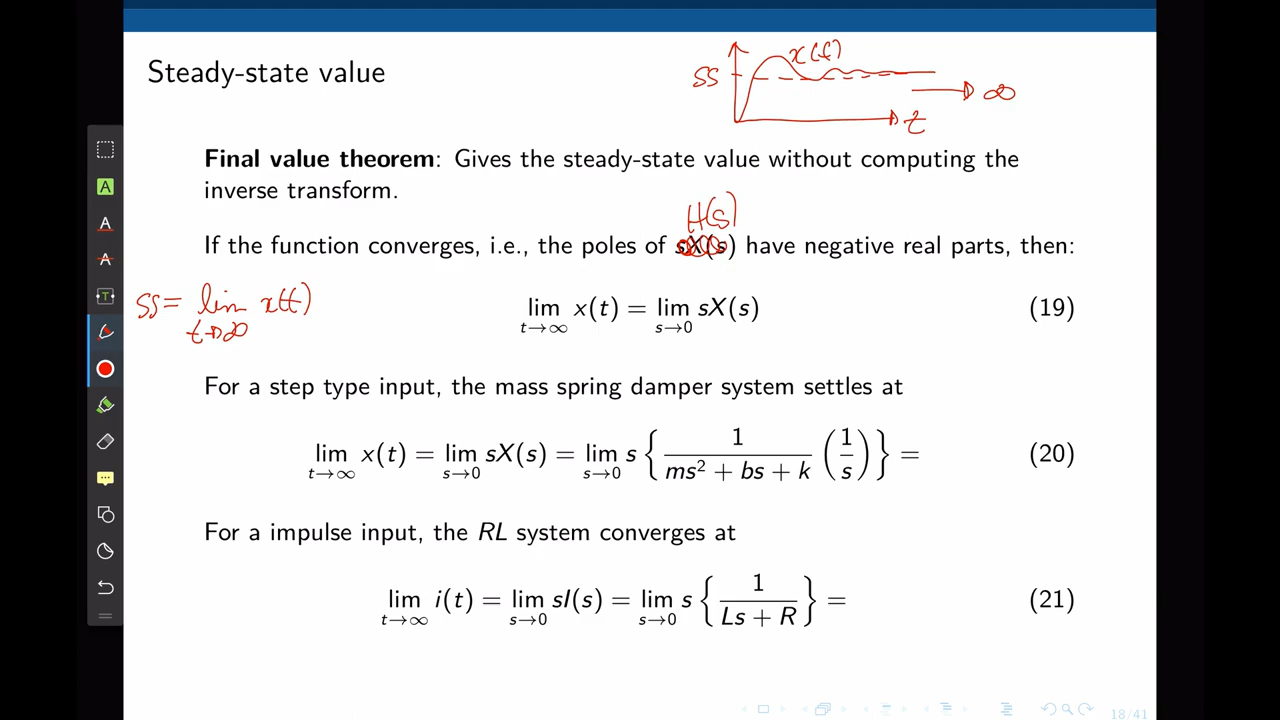 Steady-state value
SS
x(t)
∞
t
Final value theorem: Gives the steady-state value without computing the
inverse transform.
H(s)
If the function converges, i.e., the poles of sX(s) have negative real parts, then:
SS = lim x(t)
t→∞
lim x(t) = lim sX(s) (19)
t→∞ s→0
For a step type input, the mass spring damper system settles at
lim x(t) = lim sX(s) = lim s { 1 / (ms² + bs + k) (1/s) } = (20)
t→∞ s→0 s→0
For a impulse input, the RL system converges at
lim i(t) = lim sI(s) = lim s { 1 / (Ls + R) } = (21)
t→∞ s→0 s→0
18/41